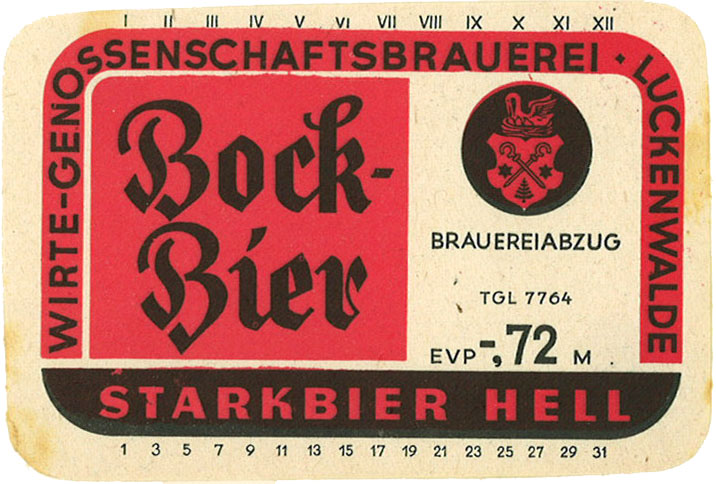 I II III IV V VI VII VIII IX X XI XII
WIRTE-GENOSSENSCHAFTSBRAUEREI · LUCKENWALDE
Bock-
Bier
BRAUEREIABZUG
TGL 7764
EVP -,72 M
STARKBIER HELL
1 3 5 7 9 11 13 15 17 19 21 23 25 27 29 31